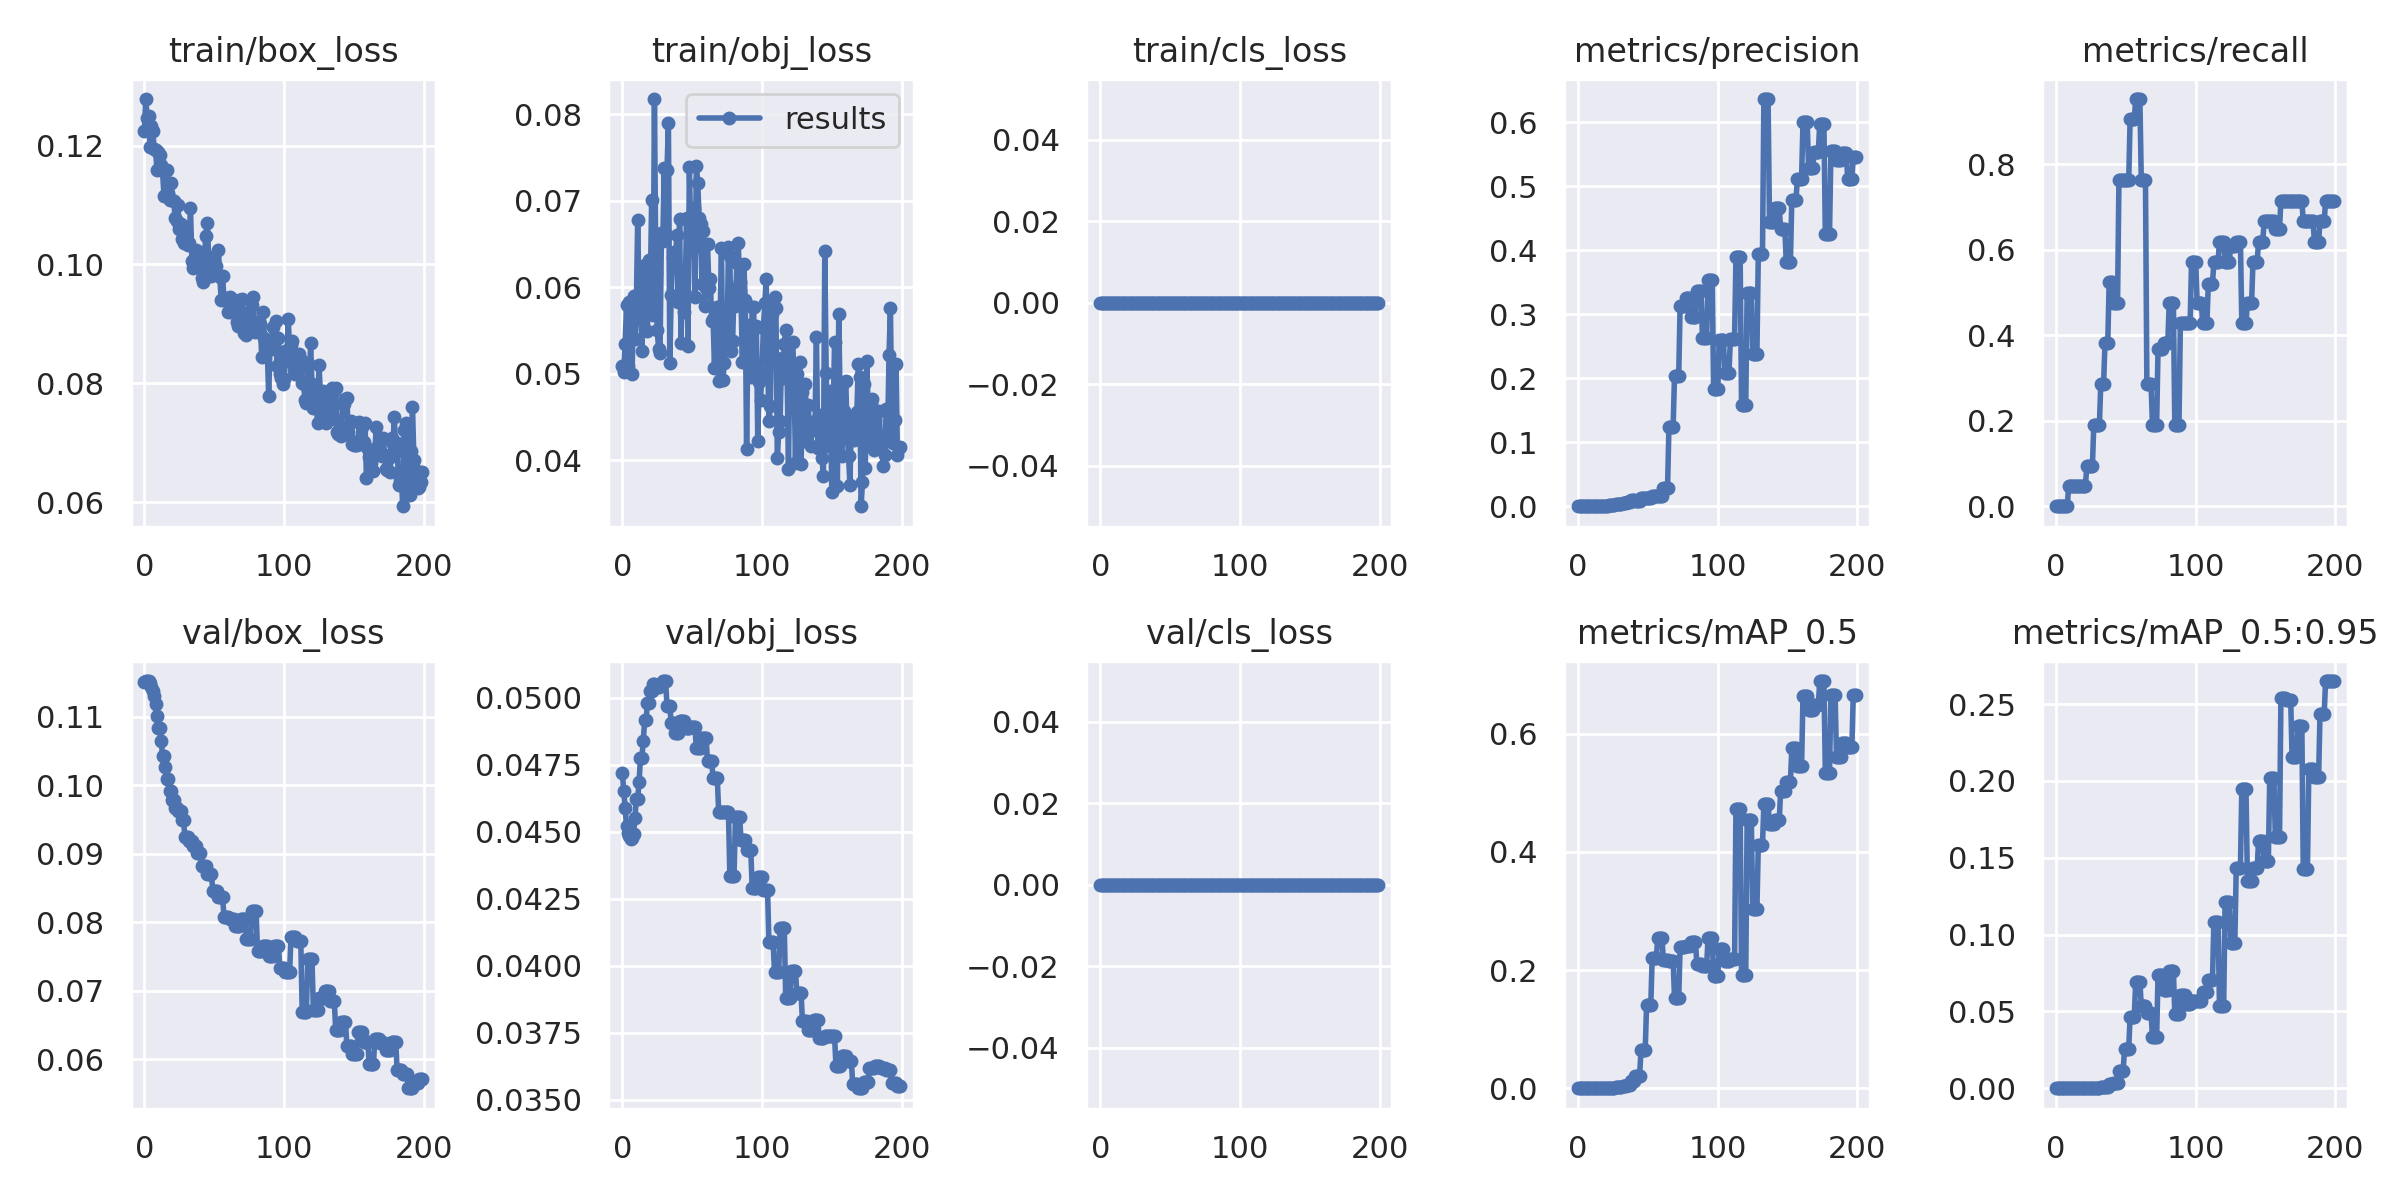 train/box_loss
0.12
0.10
0.08
0.06
0 100 200
train/obj_loss
results
0.08
0.07
0.06
0.05
0.04
0 100 200
train/cls_loss
0.04
0.02
0.00
−0.02
−0.04
0 100 200
metrics/precision
0.6
0.5
0.4
0.3
0.2
0.1
0.0
0 100 200
metrics/recall
0.8
0.6
0.4
0.2
0.0
0 100 200
val/box_loss
0.11
0.10
0.09
0.08
0.07
0.06
0 100 200
val/obj_loss
0.0500
0.0475
0.0450
0.0425
0.0400
0.0375
0.0350
0 100 200
val/cls_loss
0.04
0.02
0.00
−0.02
−0.04
0 100 200
metrics/mAP_0.5
0.6
0.4
0.2
0.0
0 100 200
metrics/mAP_0.5:0.95
0.25
0.20
0.15
0.10
0.05
0.00
0 100 200